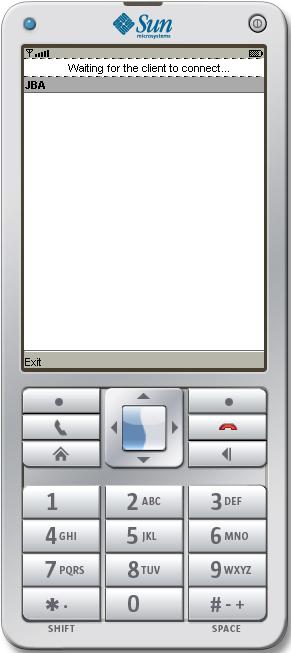 Sun
microsystems
Waiting for the client to connect...
JBA
Exit
1 2 ABC 3 DEF
4 GHI 5 JKL 6 MNO
7 PQRS 8 TUV 9 WXYZ
* . 0 # - +
SHIFT SPACE